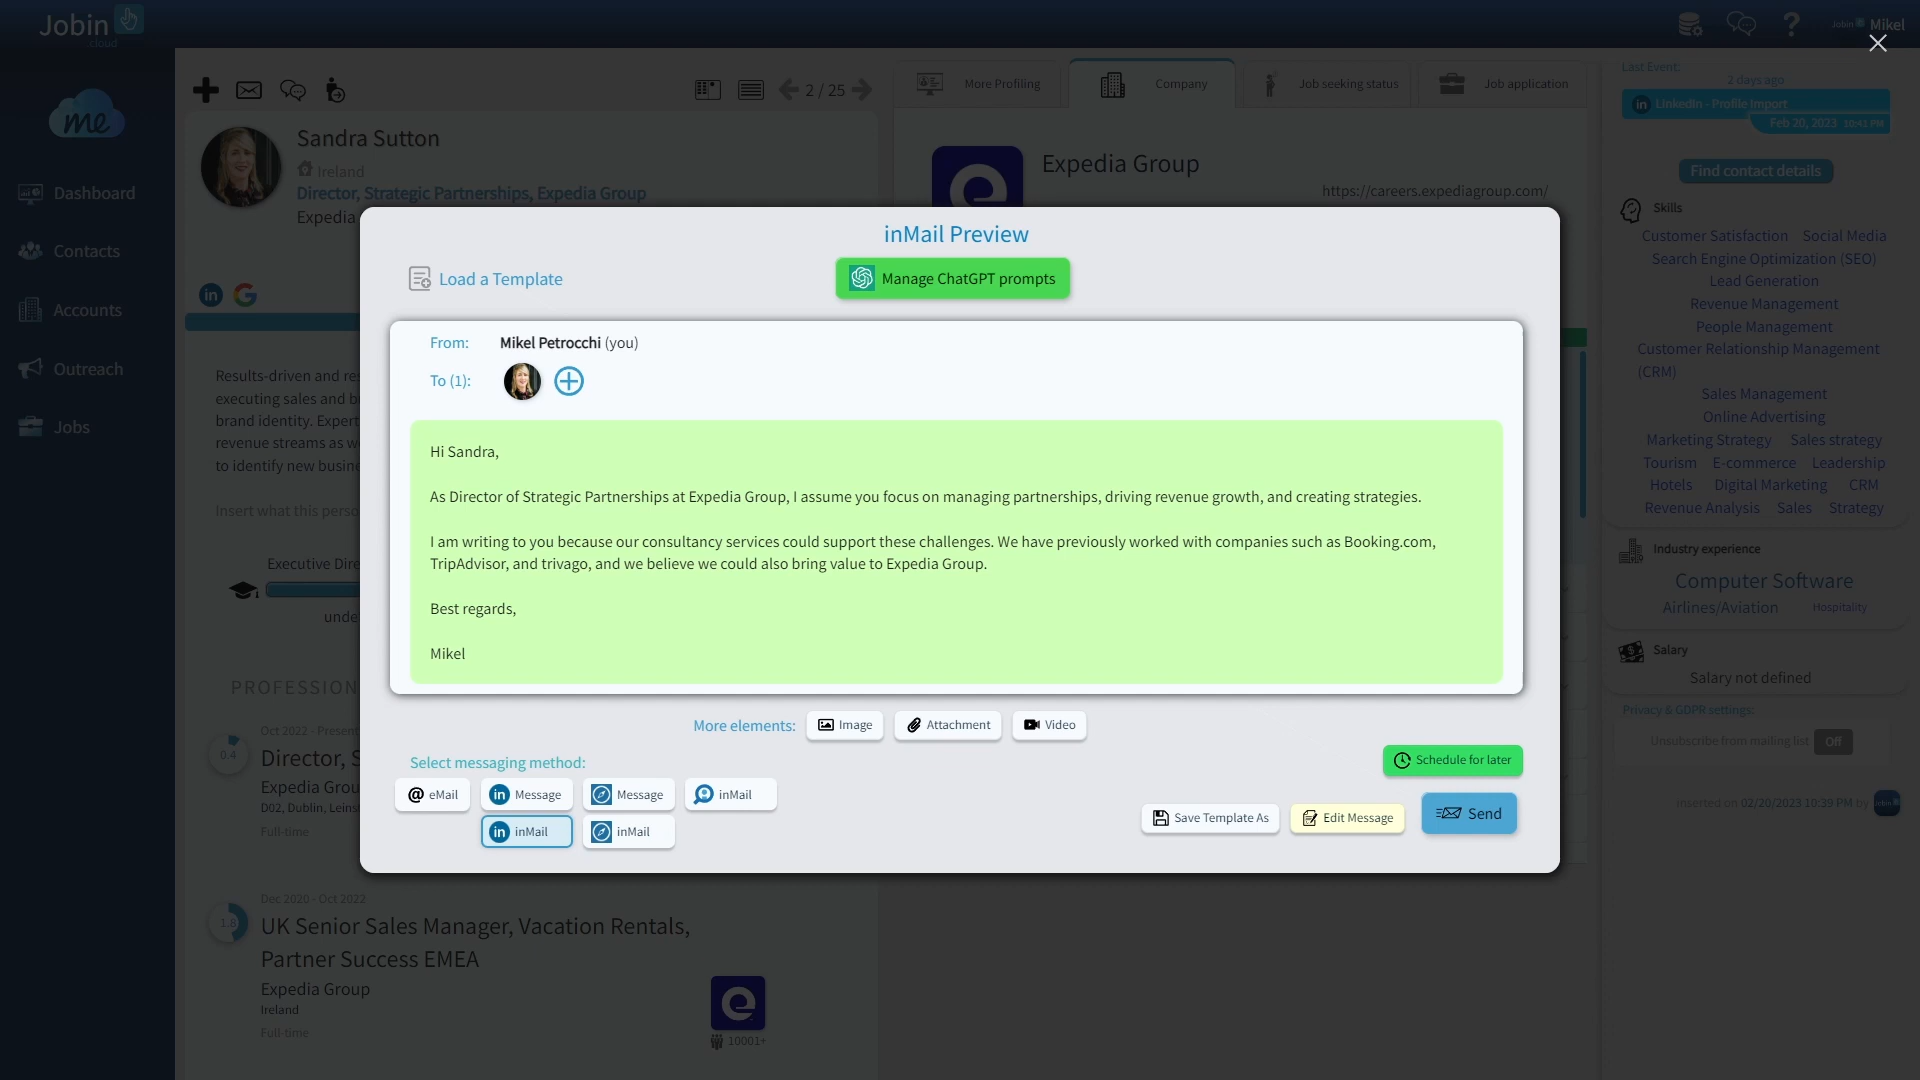 Jobin
.cloud
Mikel
me
Dashboard
Contacts
Accounts
Outreach
Jobs
2 / 25
Sandra Sutton
Ireland
Director, Strategic Partnerships, Expedia Group
Expedia
Results-driven and res
executing sales and b
brand identity. Expert
revenue streams as w
to identify new busine
Insert what this perso
Executive Dire
unde
PROFESSION
Oct 2022 - Present
0.4
Director, S
Expedia Grou
D02, Dublin, Leins
Full-time
Dec 2020 - Oct 2022
1.8
UK Senior Sales Manager, Vacation Rentals,
Partner Success EMEA
Expedia Group
Ireland
Full-time
10001+
More Profiling
Company
Job seeking status
Job application
Expedia Group
https://careers.expediagroup.com/
inMail Preview
Load a Template
Manage ChatGPT prompts
From: Mikel Petrocchi (you)
To (1):
Hi Sandra,
As Director of Strategic Partnerships at Expedia Group, I assume you focus on managing partnerships, driving revenue growth, and creating strategies.
I am writing to you because our consultancy services could support these challenges. We have previously worked with companies such as Booking.com,
TripAdvisor, and trivago, and we believe we could also bring value to Expedia Group.
Best regards,
Mikel
More elements: Image Attachment Video
Select messaging method:
eMail Message Message inMail
inMail inMail
Schedule for later
Save Template As Edit Message Send
Last Event:
2 days ago
LinkedIn - Profile Import
Feb 20, 2023 10:41 PM
Find contact details
Skills
Customer Satisfaction Social Media
Search Engine Optimization (SEO)
Lead Generation
Revenue Management
People Management
Customer Relationship Management
(CRM)
Sales Management
Online Advertising
Marketing Strategy Sales strategy
Tourism E-commerce Leadership
Hotels Digital Marketing CRM
Revenue Analysis Sales Strategy
Industry experience
Computer Software
Airlines/Aviation Hospitality
Salary
Salary not defined
Privacy & GDPR settings:
Unsubscribe from mailing list Off
inserted on 02/20/2023 10:39 PM by